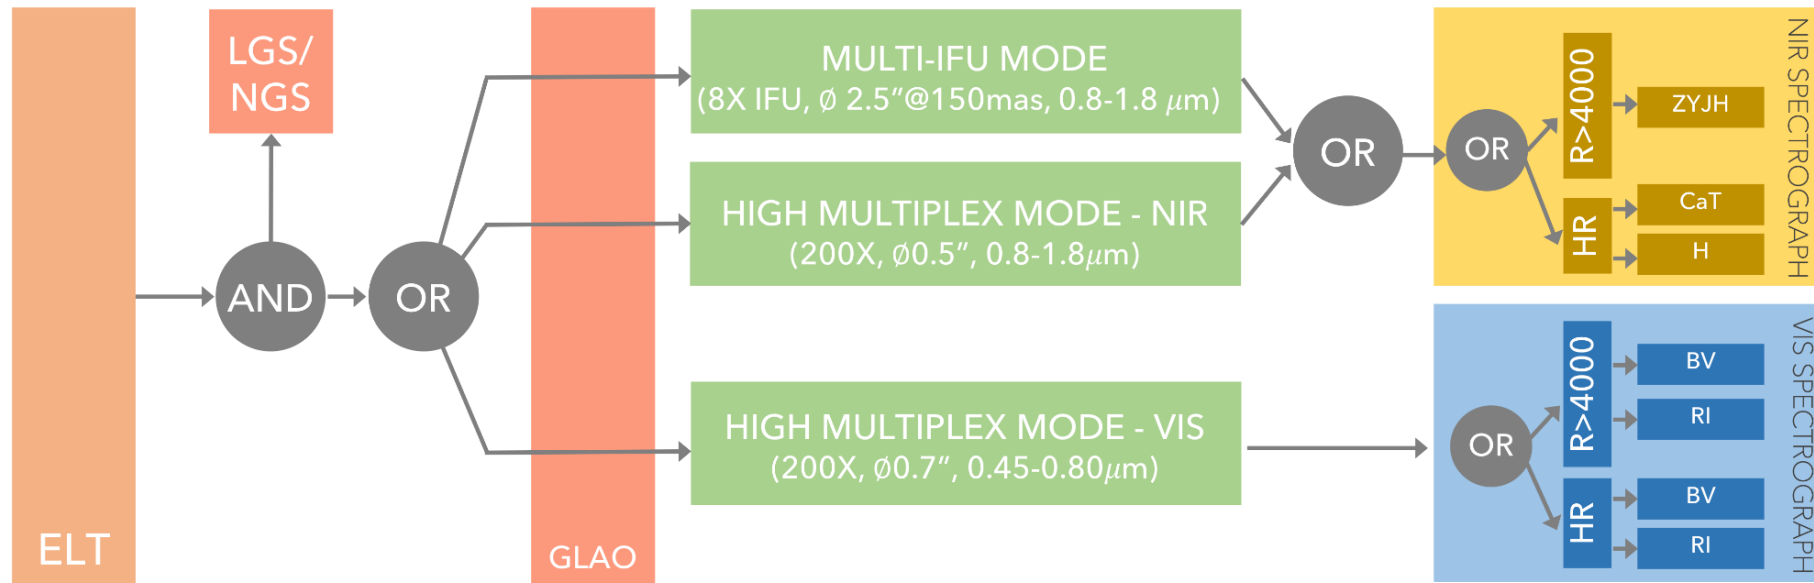 ELT
LGS/
NGS
AND
OR
GLAO
MULTI-IFU MODE
(8X IFU, Ø 2.5”@150mas, 0.8-1.8 μm)
HIGH MULTIPLEX MODE - NIR
(200X, Ø0.5”, 0.8-1.8μm)
HIGH MULTIPLEX MODE - VIS
(200X, Ø0.7”, 0.45-0.80μm)
OR
OR
R>4000
ZYJH
HR
CaT
H
NIR SPECTROGRAPH
OR
R>4000
BV
RI
HR
BV
RI
VIS SPECTROGRAPH